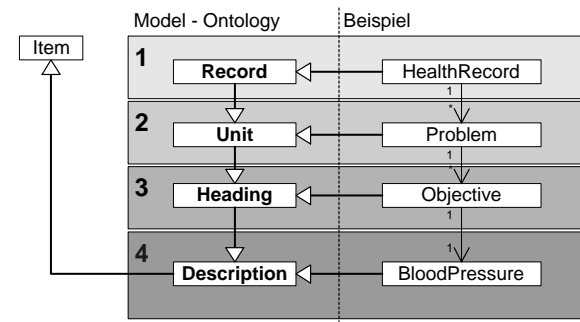 Model - Ontology Beispiel
Item
1
Record HealthRecord
1
*
2
Unit Problem
1
*
3
Heading Objective
1
1
4
Description BloodPressure